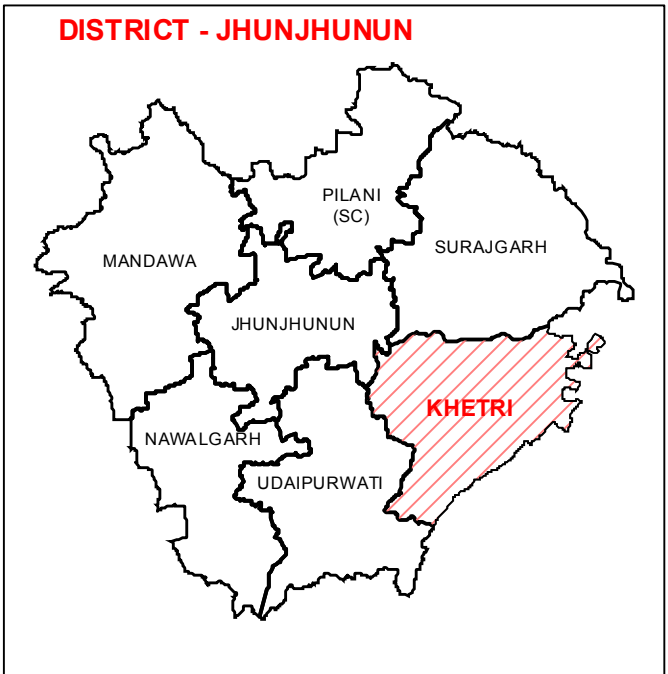 DISTRICT - JHUNJHUNUN
PILANI
(SC)
SURAJGARH
MANDAWA
JHUNJHUNUN
KHETRI
NAWALGARH
UDAIPURWATI